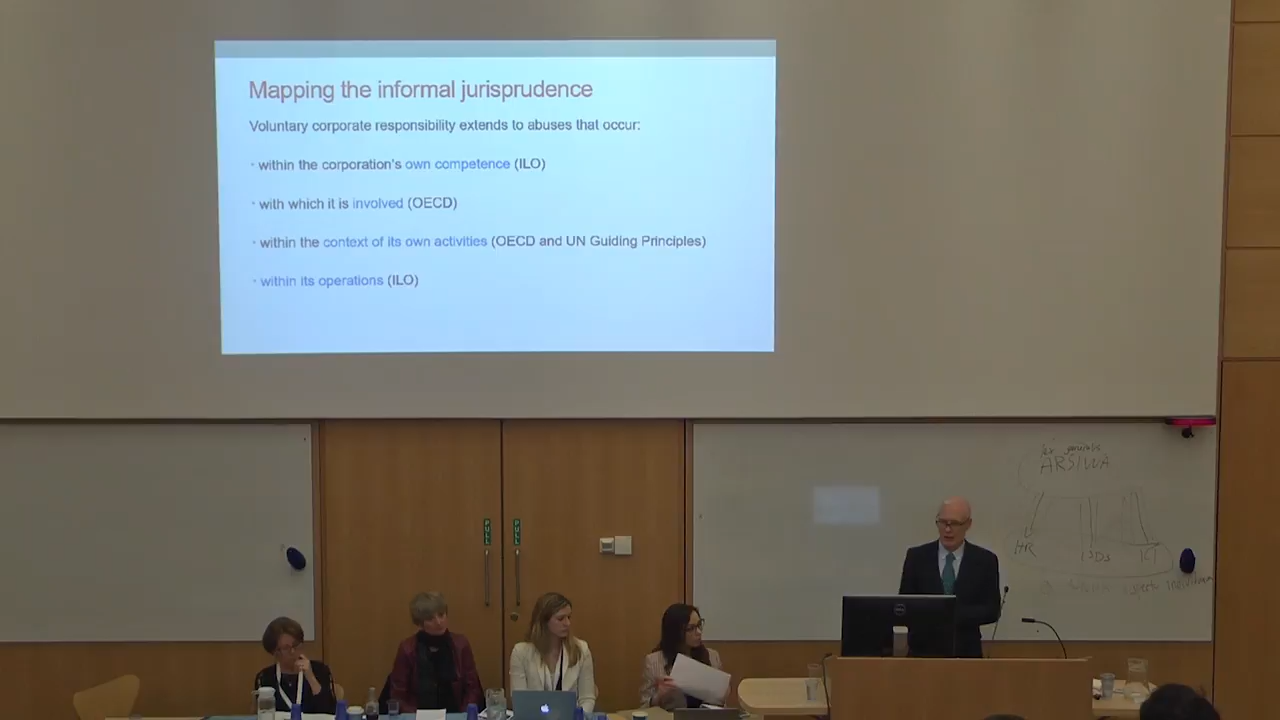 Mapping the informal jurisprudence
Voluntary corporate responsibility extends to abuses that occur:
• within the corporation's own competence (ILO)
• with which it is involved (OECD)
• within the context of its own activities (OECD and UN Guiding Principles)
• within its operations (ILO)
PULL
PULL
ARSIWA
HR
DELL